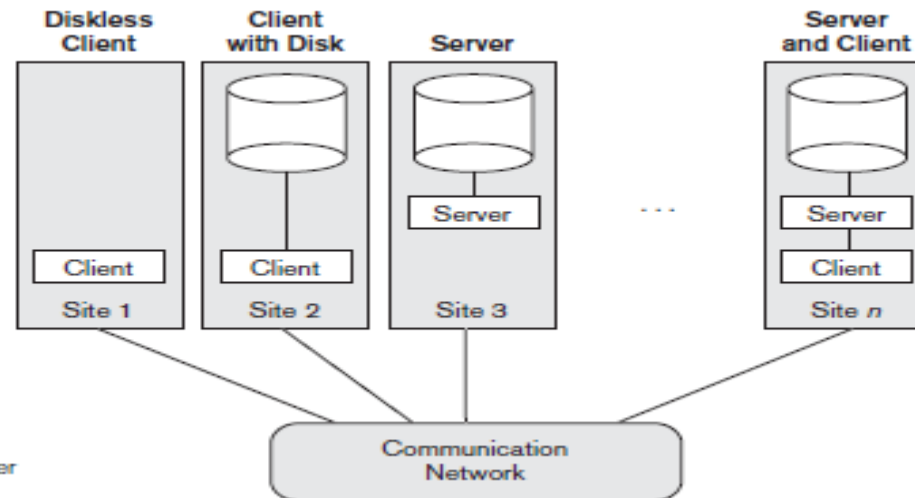 Diskless
Client
Client
with Disk
Server
Server
and Client
Server
Server
Client
Client
Client
Site 1
Site 2
Site 3
...
Site n
Communication
Network